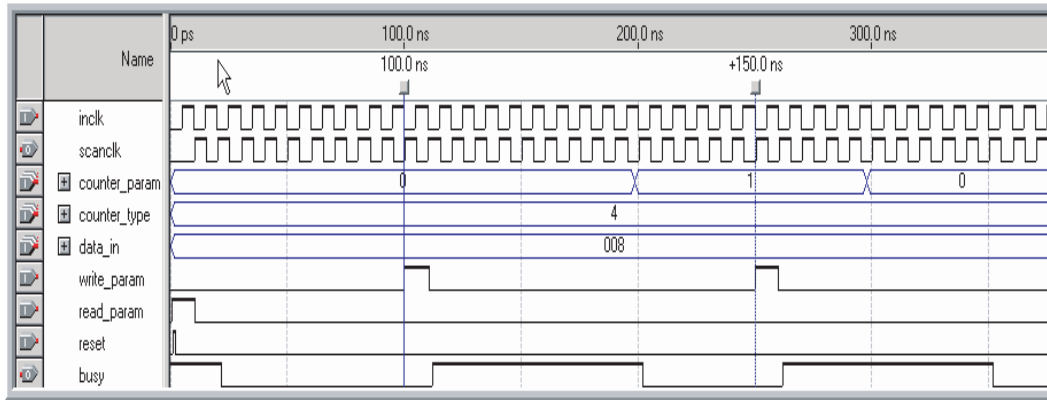 0 ps 100.0 ns 200.0 ns 300.0 ns
Name 100.0 ns +150.0 ns
inclk
scanclk
counter_param 0 1 0
counter_type 4
data_in 008
write_param
read_param
reset
busy